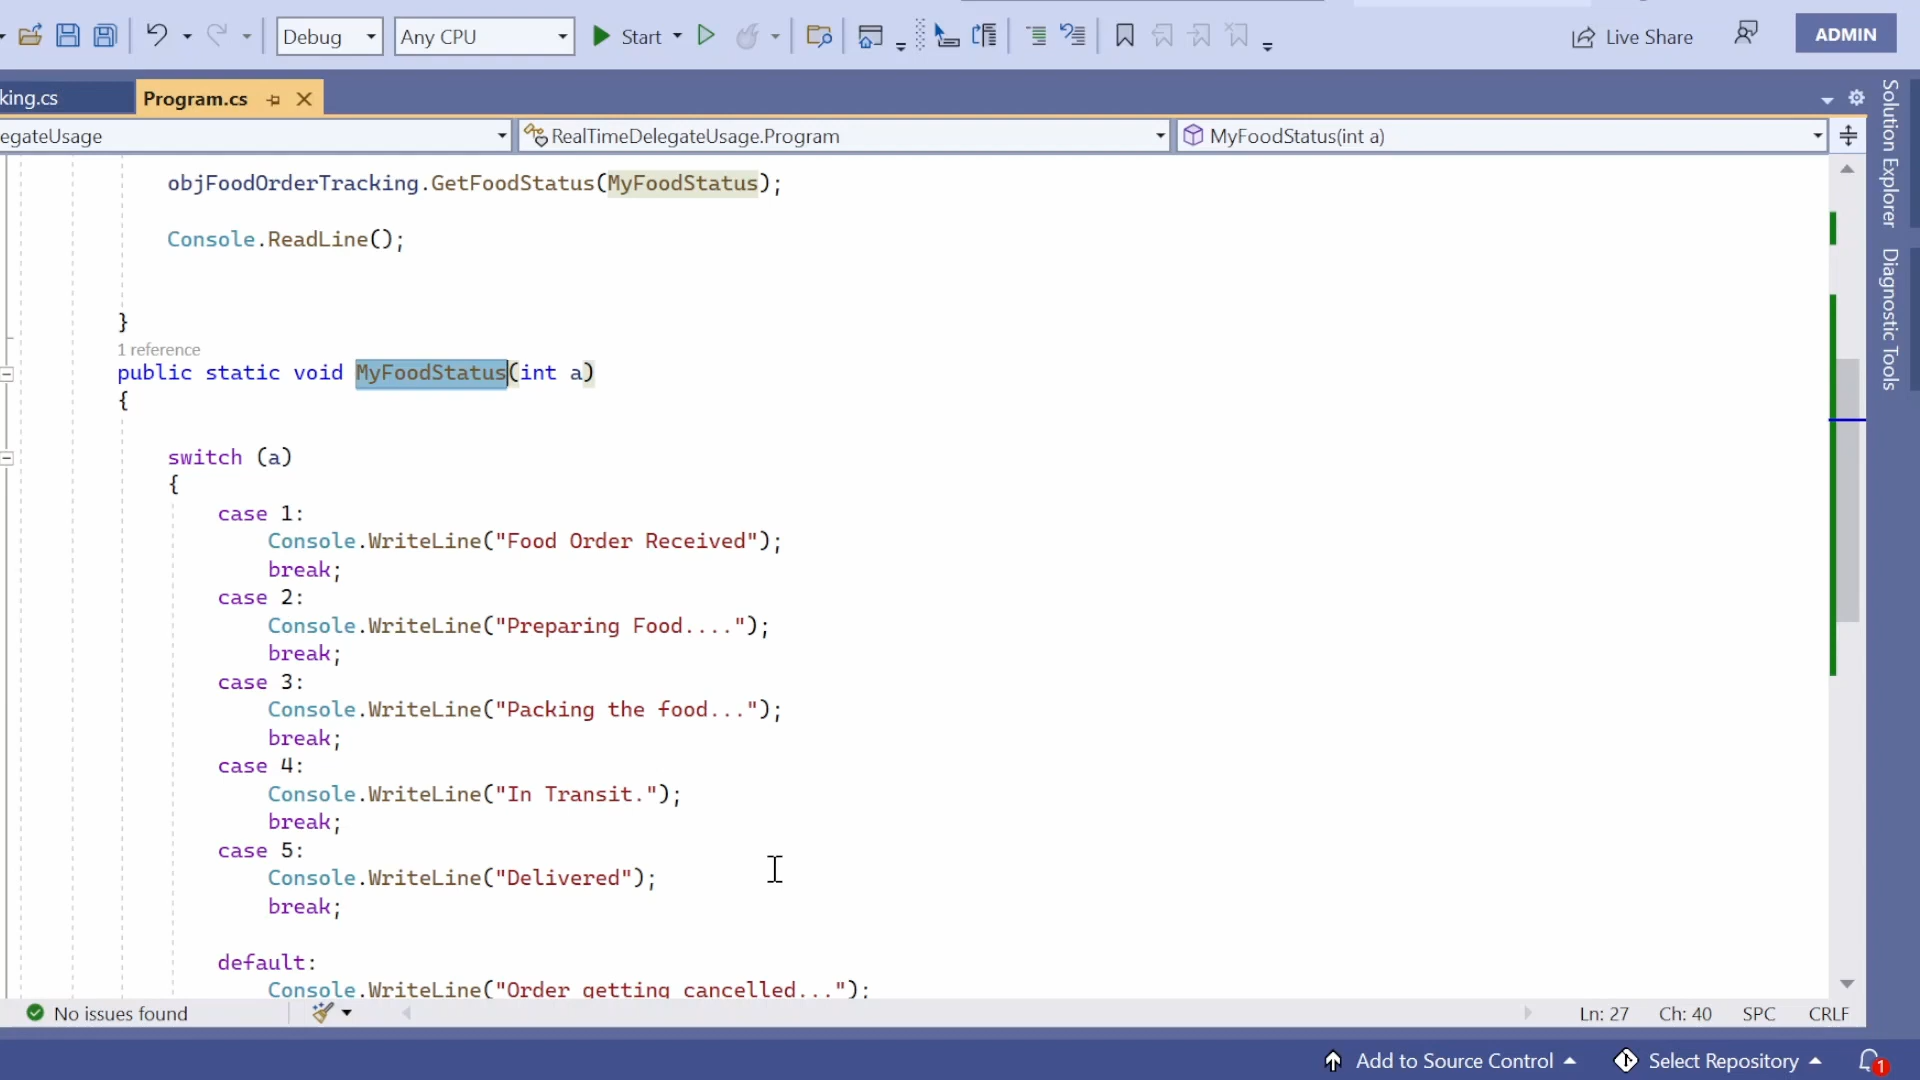 Debug Any CPU Start Live Share ADMIN
king.cs Program.cs
egateUsage RealTimeDelegateUsage.Program MyFoodStatus(int a)
objFoodOrderTracking.GetFoodStatus(MyFoodStatus);
Console.ReadLine();
}
1 reference
public static void MyFoodStatus(int a)
{
switch (a)
{
case 1:
Console.WriteLine("Food Order Received");
break;
case 2:
Console.WriteLine("Preparing Food....");
break;
case 3:
Console.WriteLine("Packing the food...");
break;
case 4:
Console.WriteLine("In Transit.");
break;
case 5:
Console.WriteLine("Delivered");
break;
default:
Console.WriteLine("Order getting cancelled...");
Solution Explorer
Diagnostic Tools
No issues found Ln: 27 Ch: 40 SPC CRLF
Add to Source Control Select Repository 1